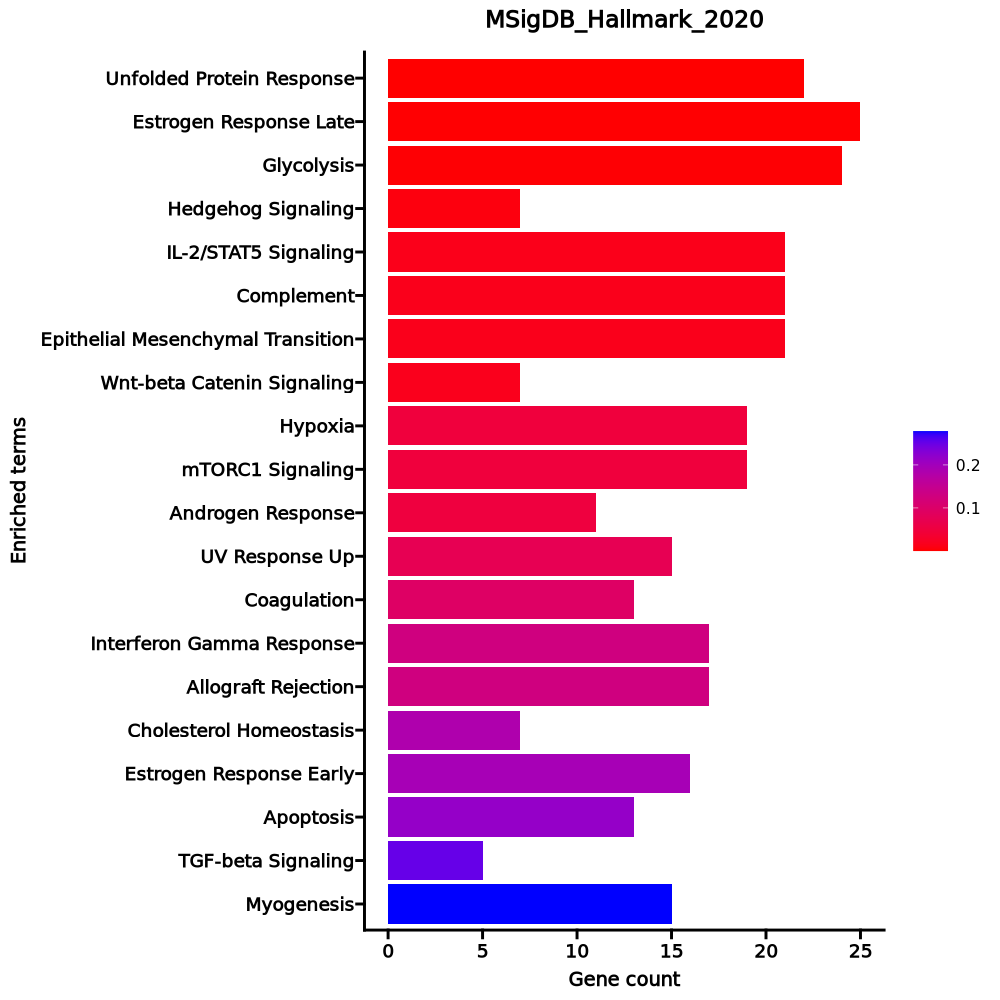 MSigDB_Hallmark_2020
Unfolded Protein Response
Estrogen Response Late
Glycolysis
Hedgehog Signaling
IL-2/STAT5 Signaling
Complement
Epithelial Mesenchymal Transition
Wnt-beta Catenin Signaling
Hypoxia
mTORC1 Signaling
Androgen Response
UV Response Up
Coagulation
Interferon Gamma Response
Allograft Rejection
Cholesterol Homeostasis
Estrogen Response Early
Apoptosis
TGF-beta Signaling
Myogenesis
Enriched terms
0 5 10 15 20 25
Gene count
0.2
0.1